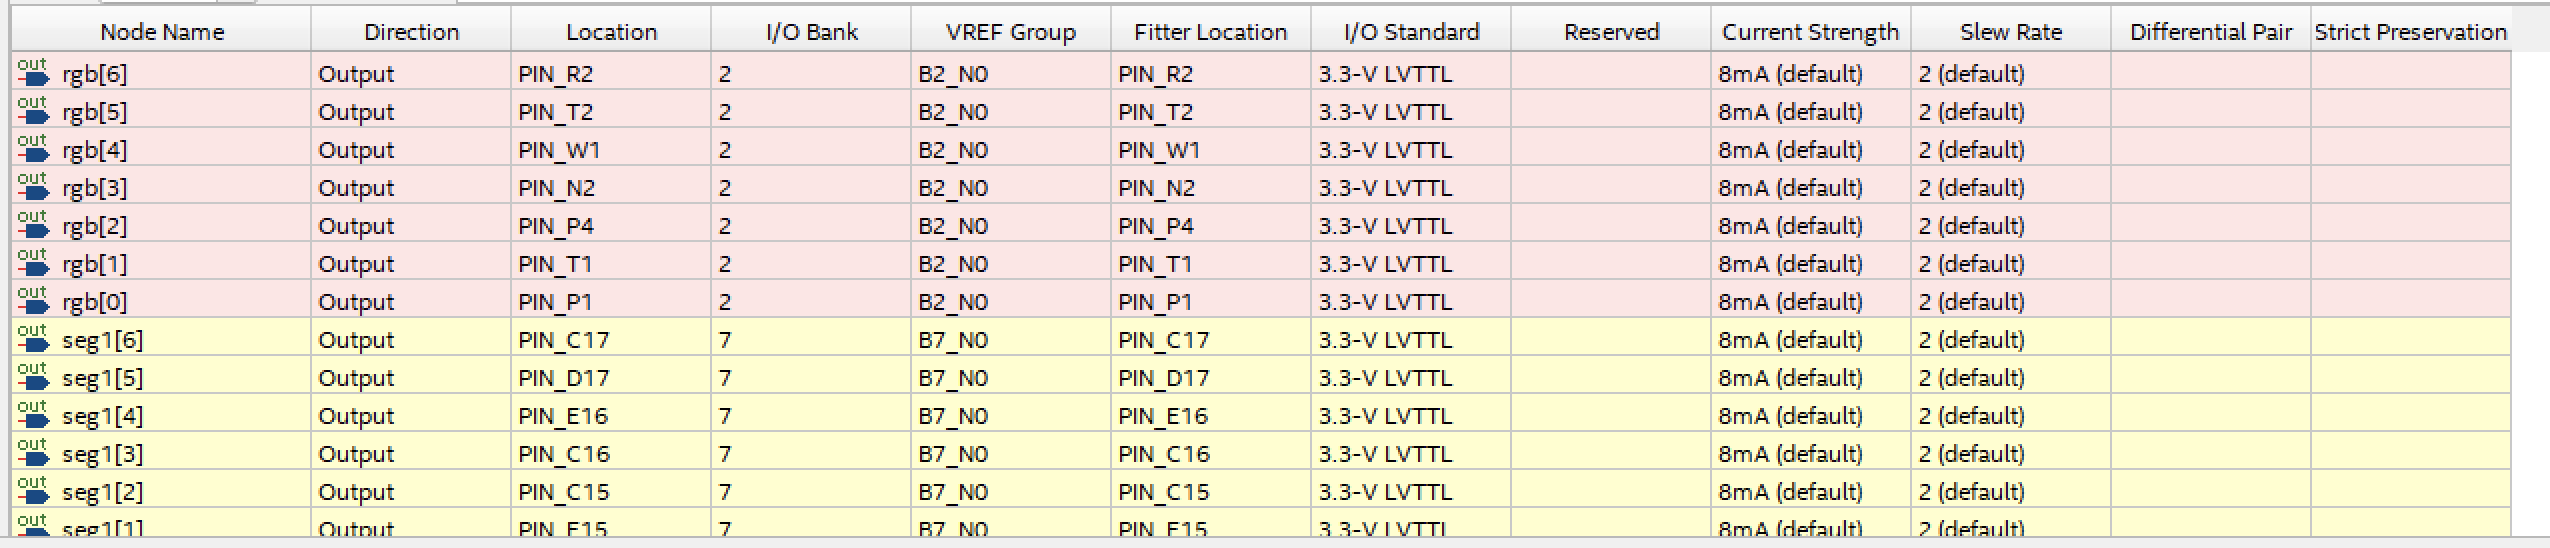 Node Name Direction Location I/O Bank VREF Group Fitter Location I/O Standard Reserved Current Strength Slew Rate Differential Pair Strict Preservation
out rgb[6] Output PIN_R2 2 B2_N0 PIN_R2 3.3-V LVTTL 8mA (default) 2 (default)
out rgb[5] Output PIN_T2 2 B2_N0 PIN_T2 3.3-V LVTTL 8mA (default) 2 (default)
out rgb[4] Output PIN_W1 2 B2_N0 PIN_W1 3.3-V LVTTL 8mA (default) 2 (default)
out rgb[3] Output PIN_N2 2 B2_N0 PIN_N2 3.3-V LVTTL 8mA (default) 2 (default)
out rgb[2] Output PIN_P4 2 B2_N0 PIN_P4 3.3-V LVTTL 8mA (default) 2 (default)
out rgb[1] Output PIN_T1 2 B2_N0 PIN_T1 3.3-V LVTTL 8mA (default) 2 (default)
out rgb[0] Output PIN_P1 2 B2_N0 PIN_P1 3.3-V LVTTL 8mA (default) 2 (default)
out seg1[6] Output PIN_C17 7 B7_N0 PIN_C17 3.3-V LVTTL 8mA (default) 2 (default)
out seg1[5] Output PIN_D17 7 B7_N0 PIN_D17 3.3-V LVTTL 8mA (default) 2 (default)
out seg1[4] Output PIN_E16 7 B7_N0 PIN_E16 3.3-V LVTTL 8mA (default) 2 (default)
out seg1[3] Output PIN_C16 7 B7_N0 PIN_C16 3.3-V LVTTL 8mA (default) 2 (default)
out seg1[2] Output PIN_C15 7 B7_N0 PIN_C15 3.3-V LVTTL 8mA (default) 2 (default)
out seg1[1] Output 7 B7_N0 3.3-V LVTTL 8mA (default) 2 (default)